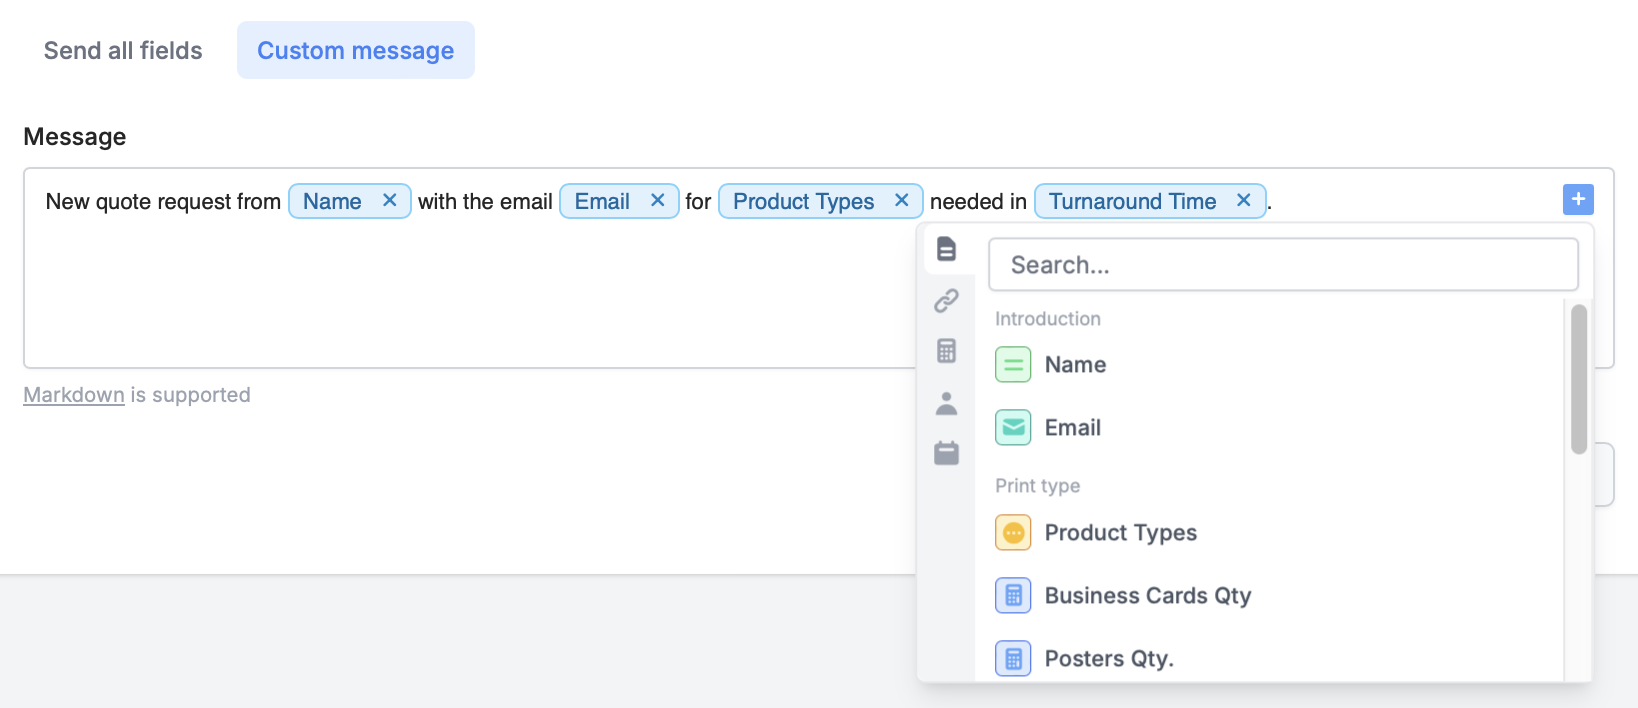 Send all fields Custom message
Message
New quote request from Name × with the email Email × for Product Types × needed in Turnaround Time ×.
+
Search...
Introduction
Name
Email
Print type
Product Types
Business Cards Qty
Posters Qty.
Markdown is supported